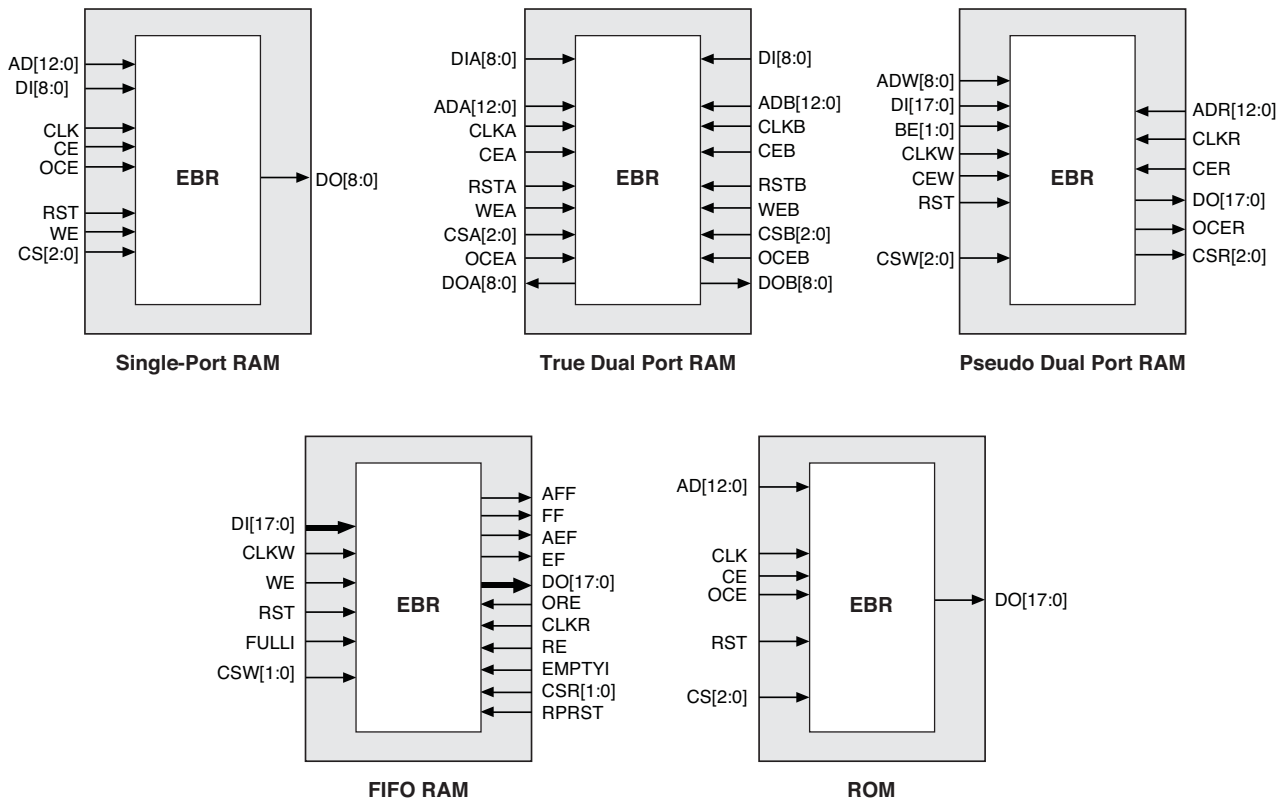 AD[12:0]
DI[8:0]
CLK
CE
OCE
RST
WE
CS[2:0]
EBR
DO[8:0]
Single-Port RAM
DIA[8:0]
ADA[12:0]
CLKA
CEA
RSTA
WEA
CSA[2:0]
OCEA
DOA[8:0]
EBR
DI[8:0]
ADB[12:0]
CLKB
CEB
RSTB
WEB
CSB[2:0]
OCEB
DOB[8:0]
True Dual Port RAM
ADW[8:0]
DI[17:0]
BE[1:0]
CLKW
CEW
RST
CSW[2:0]
EBR
ADR[12:0]
CLKR
CER
DO[17:0]
OCER
CSR[2:0]
Pseudo Dual Port RAM
DI[17:0]
CLKW
WE
RST
FULLI
CSW[1:0]
EBR
AFF
FF
AEF
EF
DO[17:0]
ORE
CLKR
RE
EMPTYI
CSR[1:0]
RPRST
FIFO RAM
AD[12:0]
CLK
CE
OCE
RST
CS[2:0]
EBR
DO[17:0]
ROM